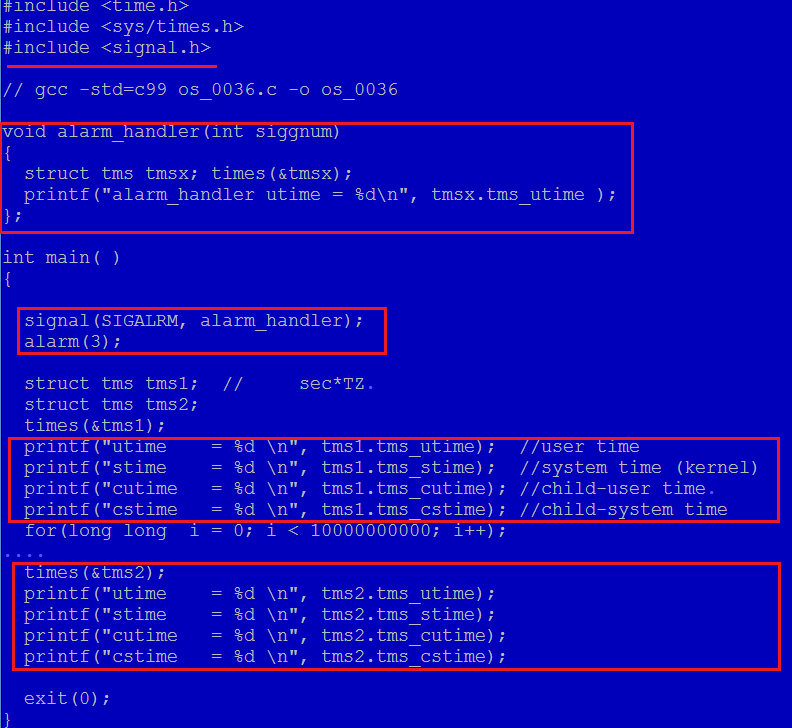 #include <time.h>
#include <sys/times.h>
#include <signal.h>
// gcc -std=c99 os_0036.c -o os_0036
void alarm_handler(int siggnum)
{
  struct tms tmsx; times(&tmsx);
  printf("alarm_handler utime = %d\n", tmsx.tms_utime );
};
int main( )
{
  signal(SIGALRM, alarm_handler);
  alarm(3);
  struct tms tms1;  //     sec*TZ.
  struct tms tms2;
  times(&tms1);
  printf("utime    = %d \n", tms1.tms_utime);  //user time
  printf("stime    = %d \n", tms1.tms_stime);  //system time (kernel)
  printf("cutime   = %d \n", tms1.tms_cutime); //child-user time.
  printf("cstime   = %d \n", tms1.tms_cstime); //child-system time
  for(long long  i = 0; i < 10000000000; i++);
....
  times(&tms2);
  printf("utime    = %d \n", tms2.tms_utime);
  printf("stime    = %d \n", tms2.tms_stime);
  printf("cutime   = %d \n", tms2.tms_cutime);
  printf("cstime   = %d \n", tms2.tms_cstime);
  exit(0);
}